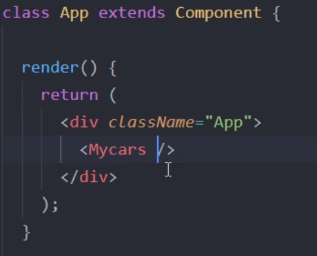 class App extends Component {
render() {
return (
<div className="App">
<Mycars />
</div>
);
}